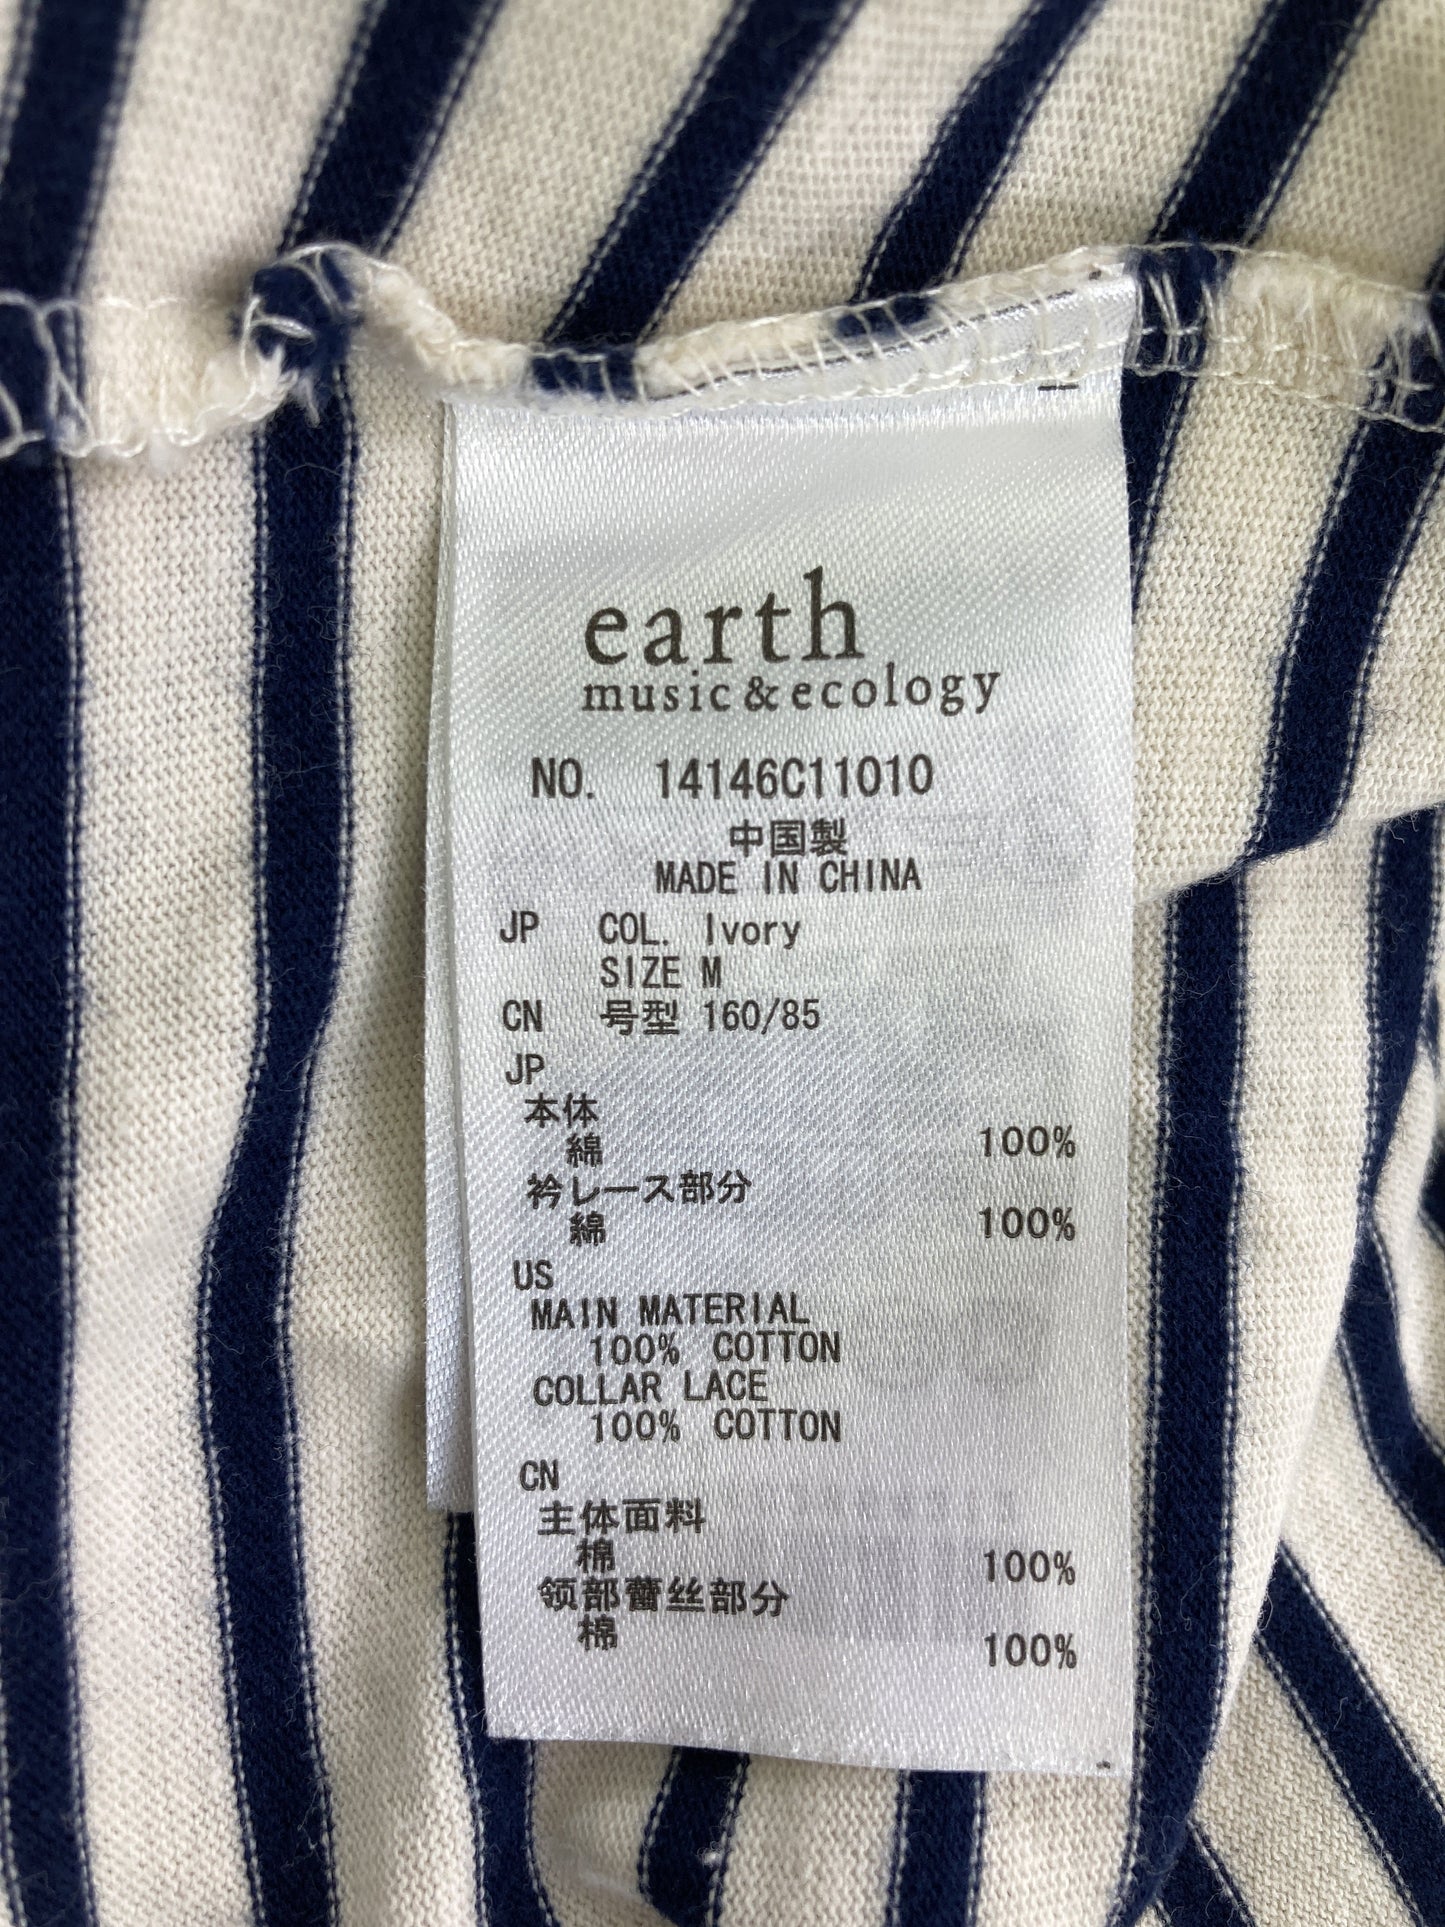 earth
music & ecology
NO. 14146C11010
中国製
MADE IN CHINA
JP COL. Ivory
SIZE M
CN 号型 160/85
JP
本体
綿 100%
衿レース部分
綿 100%
US
MAIN MATERIAL
100% COTTON
COLLAR LACE
100% COTTON
CN
主体面料
棉 100%
领部蕾丝部分
棉 100%